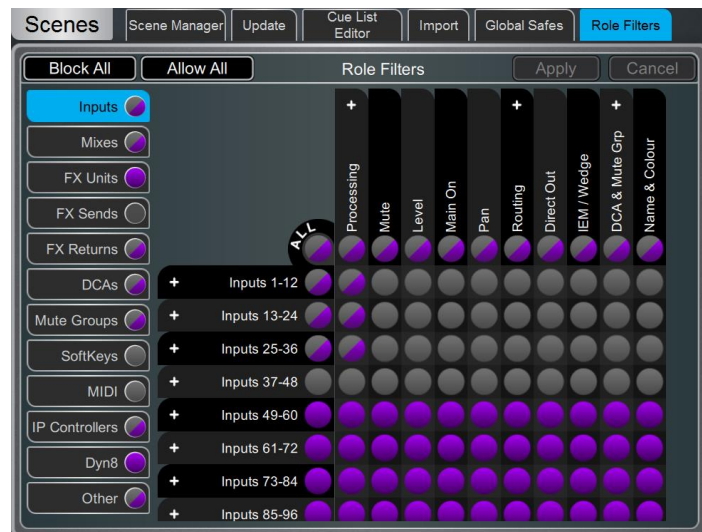 Scenes
Scene Manager
Update
Cue List
Editor
Import
Global Safes
Role Filters
Block All
Allow All
Role Filters
Apply
Cancel
Inputs
Mixes
FX Units
FX Sends
FX Returns
DCAs
Mute Groups
SoftKeys
MIDI
IP Controllers
Dyn8
Other
+
+
+
Processing
Mute
Level
Main On
Pan
Routing
Direct Out
IEM / Wedge
DCA & Mute Grp
Name & Colour
ALL
+ Inputs 1-12
+ Inputs 13-24
+ Inputs 25-36
+ Inputs 37-48
+ Inputs 49-60
+ Inputs 61-72
+ Inputs 73-84
+ Inputs 85-96